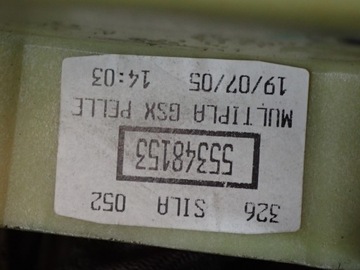 326 SILA 052
55348153
MULTIPLA GSX PELLE
19/07/05 14:03